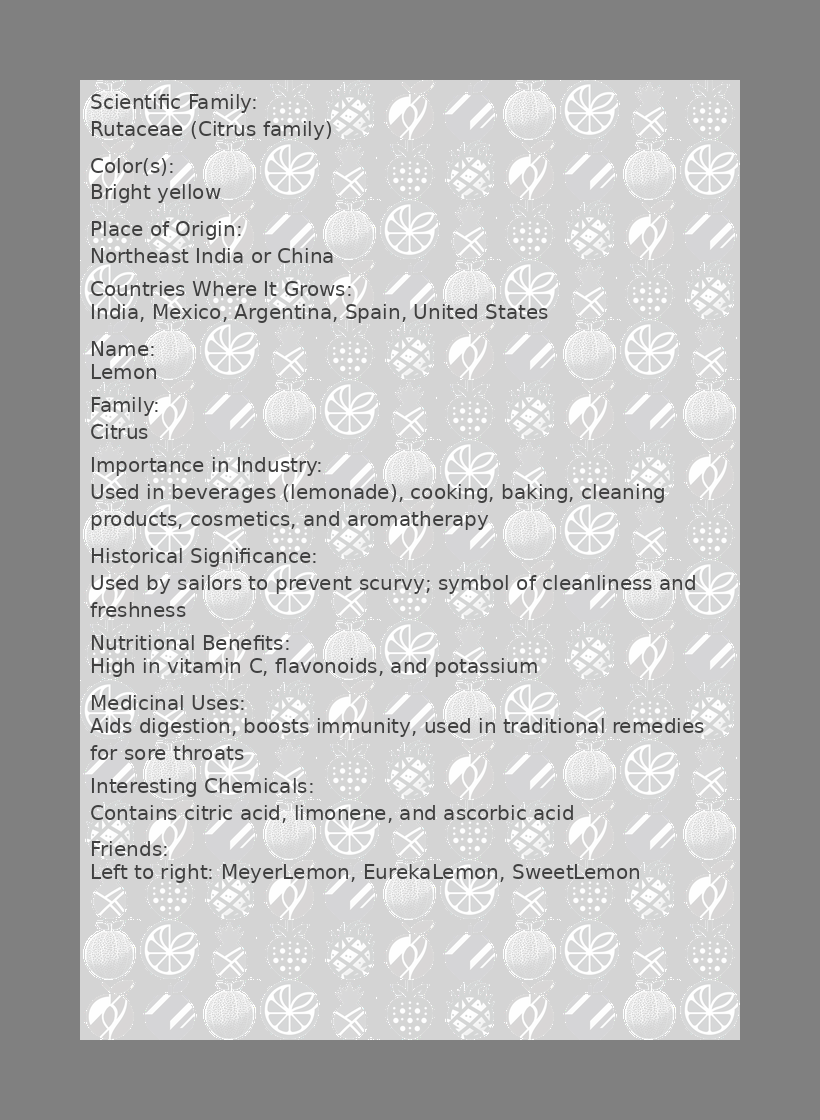 Scientific Family:
Rutaceae (Citrus family)
Color(s):
Bright yellow
Place of Origin:
Northeast India or China
Countries Where It Grows:
India, Mexico, Argentina, Spain, United States
Name:
Lemon
Family:
Citrus
Importance in Industry:
Used in beverages (lemonade), cooking, baking, cleaning
products, cosmetics, and aromatherapy
Historical Significance:
Used by sailors to prevent scurvy; symbol of cleanliness and
freshness
Nutritional Benefits:
High in vitamin C, flavonoids, and potassium
Medicinal Uses:
Aids digestion, boosts immunity, used in traditional remedies
for sore throats
Interesting Chemicals:
Contains citric acid, limonene, and ascorbic acid
Friends:
Left to right: MeyerLemon, EurekaLemon, SweetLemon